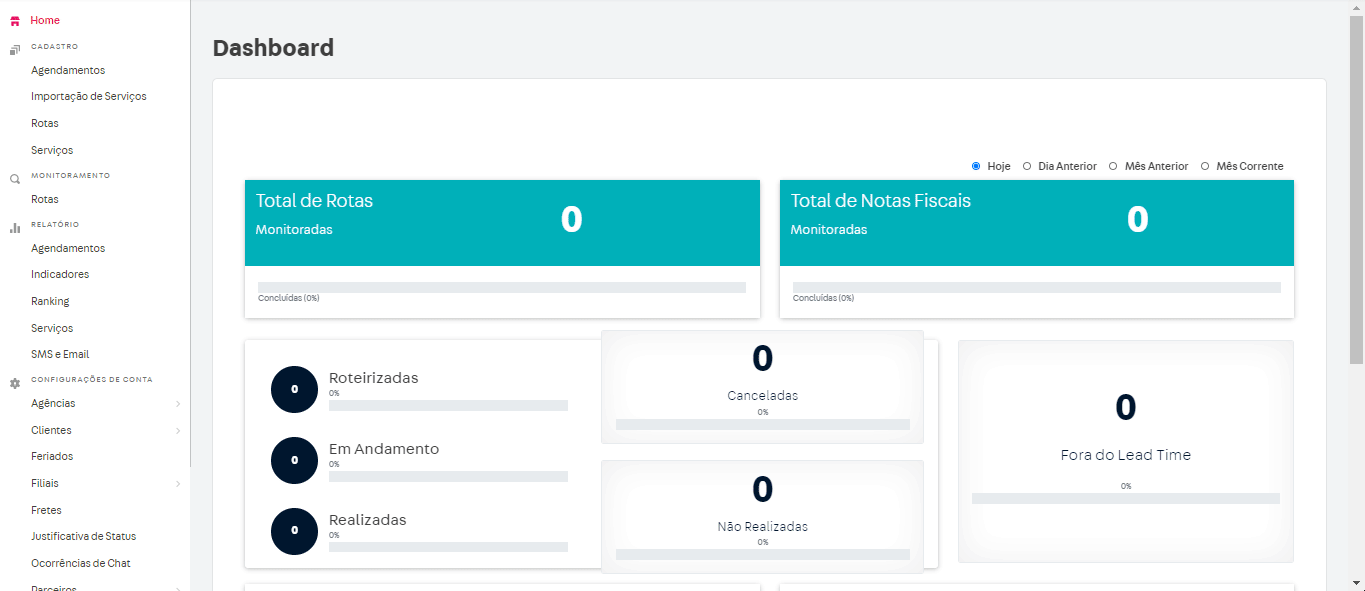 Home
CADASTRO
Agendamentos
Importação de Serviços
Rotas
Serviços
MONITORAMENTO
Rotas
RELATÓRIO
Agendamentos
Indicadores
Ranking
Serviços
SMS e Email
CONFIGURAÇÕES DE CONTA
Agências
Clientes
Feriados
Filiais
Fretes
Justificativa de Status
Ocorrências de Chat
Parceiros
Dashboard
Hoje Dia Anterior Mês Anterior Mês Corrente
Total de Rotas
Monitoradas
0
Concluídas (0%)
Total de Notas Fiscais
Monitoradas
0
Concluídas (0%)
0
Roteirizadas
0%
0
Em Andamento
0%
0
Realizadas
0%
0
Canceladas
0%
0
Não Realizadas
0%
0
Fora do Lead Time
0%